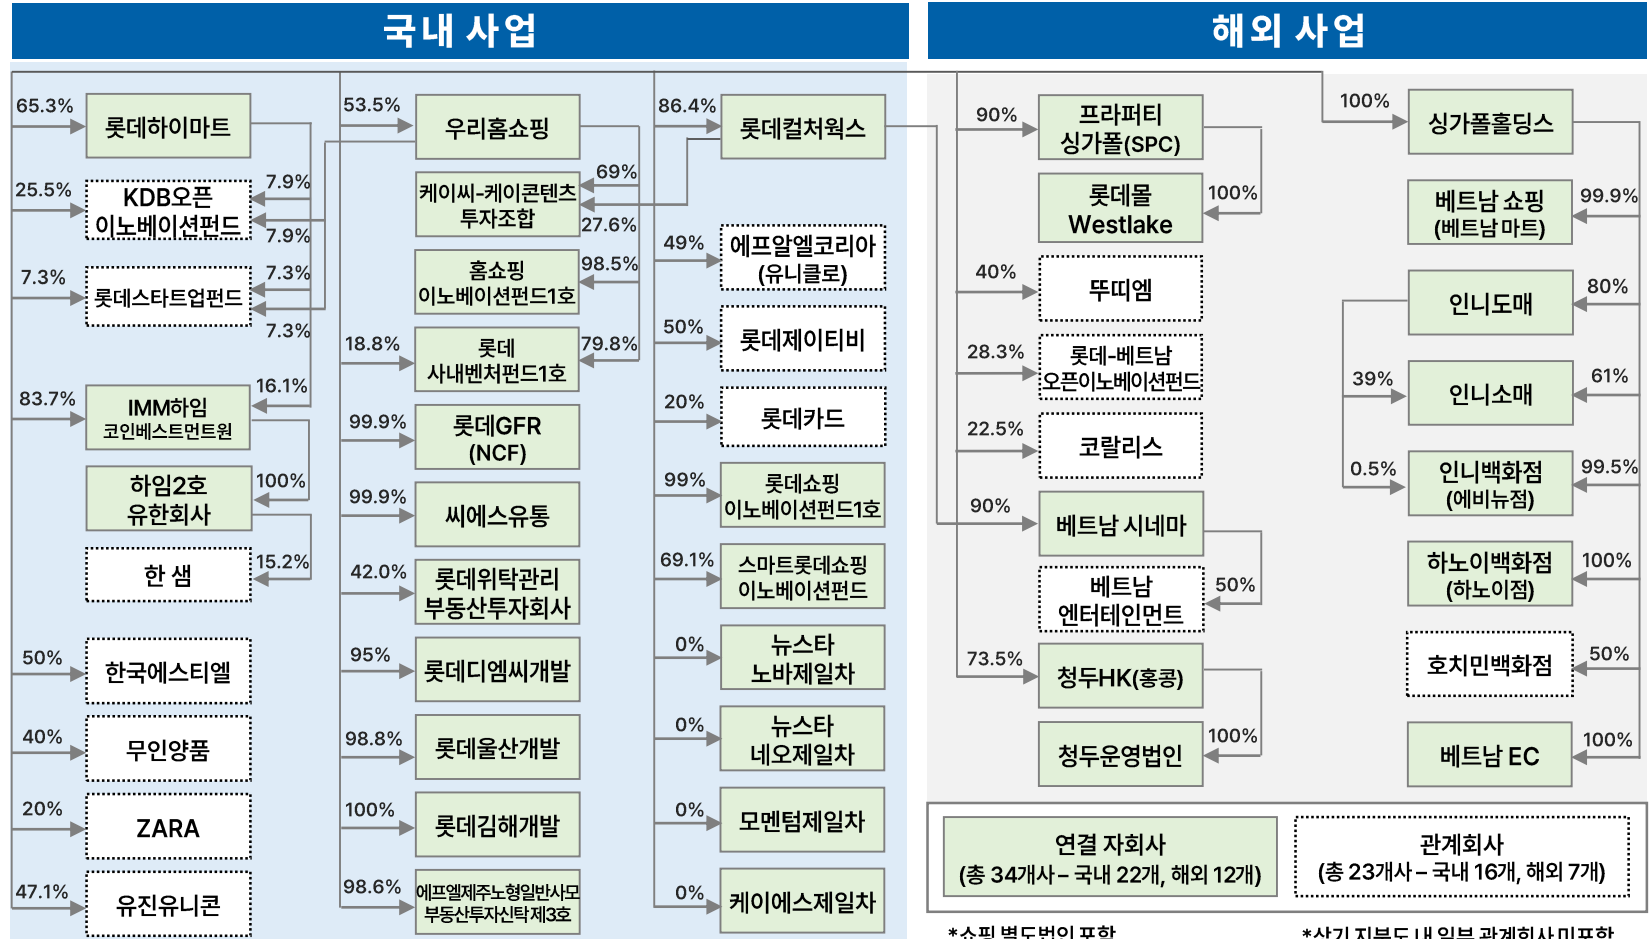 국내 사업
65.3%
롯데하이마트
25.5%
KDB오픈
이노베이션펀드
7.9%
7.9%
7.3%
롯데스타트업펀드
7.3%
7.3%
83.7%
IMM하임
코인베스트먼트원
16.1%
하임2호
유한회사
100%
한 샘
15.2%
50%
한국에스티엘
40%
무인양품
20%
ZARA
47.1%
유진유니콘
53.5%
우리홈쇼핑
케이씨-케이콘텐츠
투자조합
69%
27.6%
홈쇼핑
이노베이션펀드1호
98.5%
18.8%
롯데
사내벤처펀드1호
79.8%
99.9%
롯데GFR
(NCF)
99.9%
씨에스유통
42.0%
롯데위탁관리
부동산투자회사
95%
롯데디엠씨개발
98.8%
롯데울산개발
100%
롯데김해개발
98.6%
에프엘제주노형일반사모
부동산투자신탁 제3호
86.4%
롯데컬처웍스
49%
에프알엘코리아
(유니클로)
50%
롯데제이티비
20%
롯데카드
99%
롯데쇼핑
이노베이션펀드1호
69.1%
스마트롯데쇼핑
이노베이션펀드
0%
뉴스타
노바제일차
0%
뉴스타
네오제일차
0%
모멘텀제일차
0%
케이에스제일차
해외 사업
90%
프라퍼티
싱가폴(SPC)
롯데몰
Westlake
100%
40%
뚜띠엠
28.3%
롯데-베트남
오픈이노베이션펀드
22.5%
코랄리스
90%
베트남 시네마
베트남
엔터테인먼트
50%
73.5%
청두HK(홍콩)
청두운영법인
100%
100%
싱가폴홀딩스
베트남 쇼핑
(베트남 마트)
99.9%
인니도매
80%
39%
인니소매
61%
0.5%
인니백화점
(에비뉴점)
99.5%
하노이백화점
(하노이점)
100%
호치민백화점
50%
베트남 EC
100%
연결 자회사
(총 34개사 – 국내 22개, 해외 12개)
관계회사
(총 23개사 – 국내 16개, 해외 7개)
*쇼핑 별도법인 포함
*상기 지분도 내 일부 관계회사 미포함